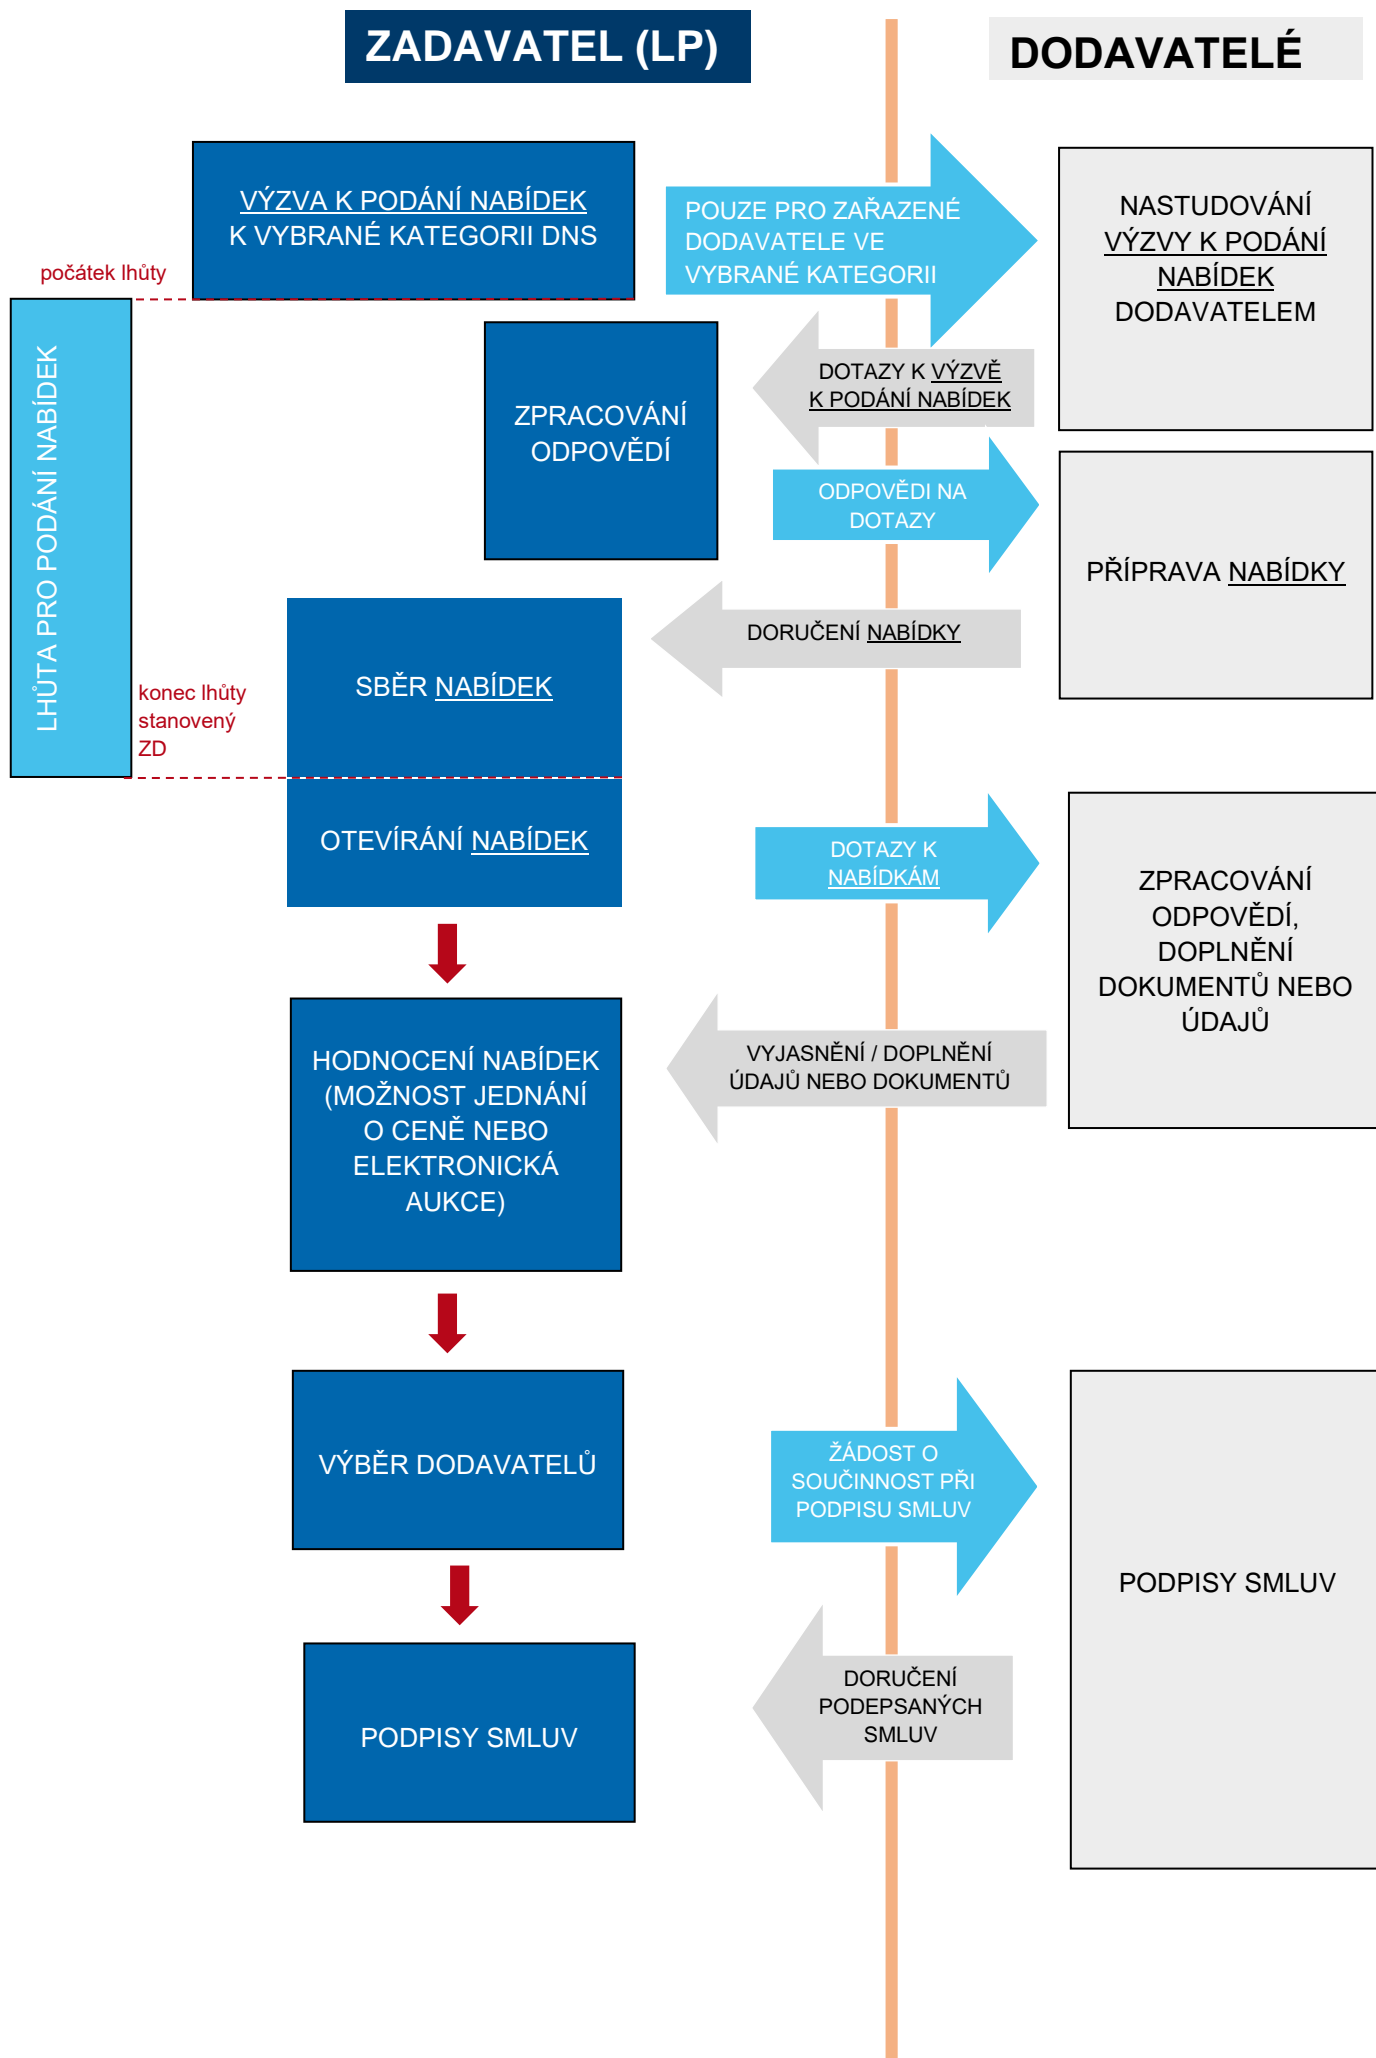 ZADAVATEL (LP)
DODAVATELÉ
VÝZVA K PODÁNÍ NABÍDEK
K VYBRANÉ KATEGORII DNS
POUZE PRO ZAŘAZENÉ
DODAVATELE VE
VYBRANÉ KATEGORII
NASTUDOVÁNÍ
VÝZVY K PODÁNÍ
NABÍDEK
DODAVATELEM
počátek lhůty
LHŮTA PRO PODÁNÍ NABÍDEK
ZPRACOVÁNÍ
ODPOVĚDÍ
DOTAZY K VÝZVĚ
K PODÁNÍ NABÍDEK
ODPOVĚDI NA
DOTAZY
PŘÍPRAVA NABÍDKY
DORUČENÍ NABÍDKY
SBĚR NABÍDEK
konec lhůty
stanovený
ZD
OTEVÍRÁNÍ NABÍDEK
DOTAZY K
NABÍDKÁM
ZPRACOVÁNÍ
ODPOVĚDÍ,
DOPLNĚNÍ
DOKUMENTŮ NEBO
ÚDAJŮ
HODNOCENÍ NABÍDEK
(MOŽNOST JEDNÁNÍ
O CENĚ NEBO
ELEKTRONICKÁ
AUKCE)
VYJASNĚNÍ / DOPLNĚNÍ
ÚDAJŮ NEBO DOKUMENTŮ
VÝBĚR DODAVATELŮ
ŽÁDOST O
SOUČINNOST PŘI
PODPISU SMLUV
PODPISY SMLUV
DORUČENÍ
PODEPSANÝCH
SMLUV
PODPISY SMLUV